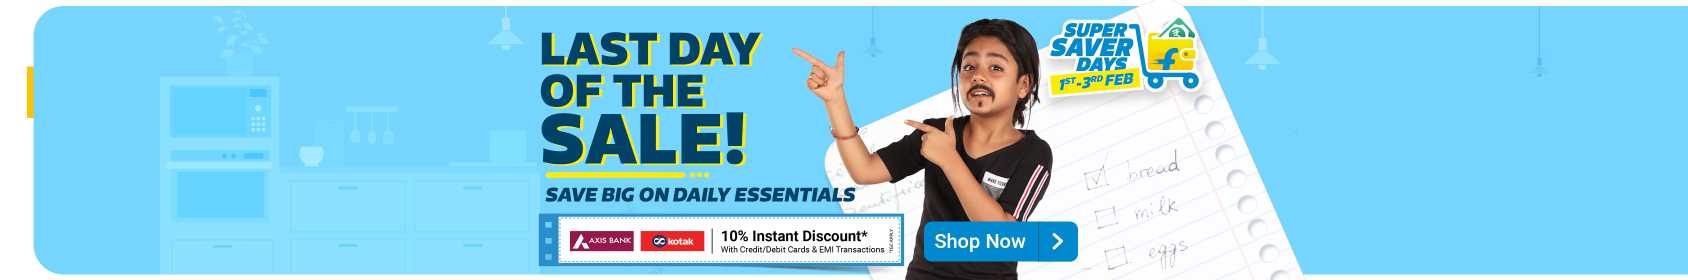 LAST DAY
OF THE
SALE!
SAVE BIG ON DAILY ESSENTIALS
AXIS BANK
kotak
10% Instant Discount*
With Credit/Debit Cards & EMI Transactions
*T&C APPLY
Shop Now
SUPER
SAVER
DAYS
1ST-3RD FEB
bread
milk
eggs